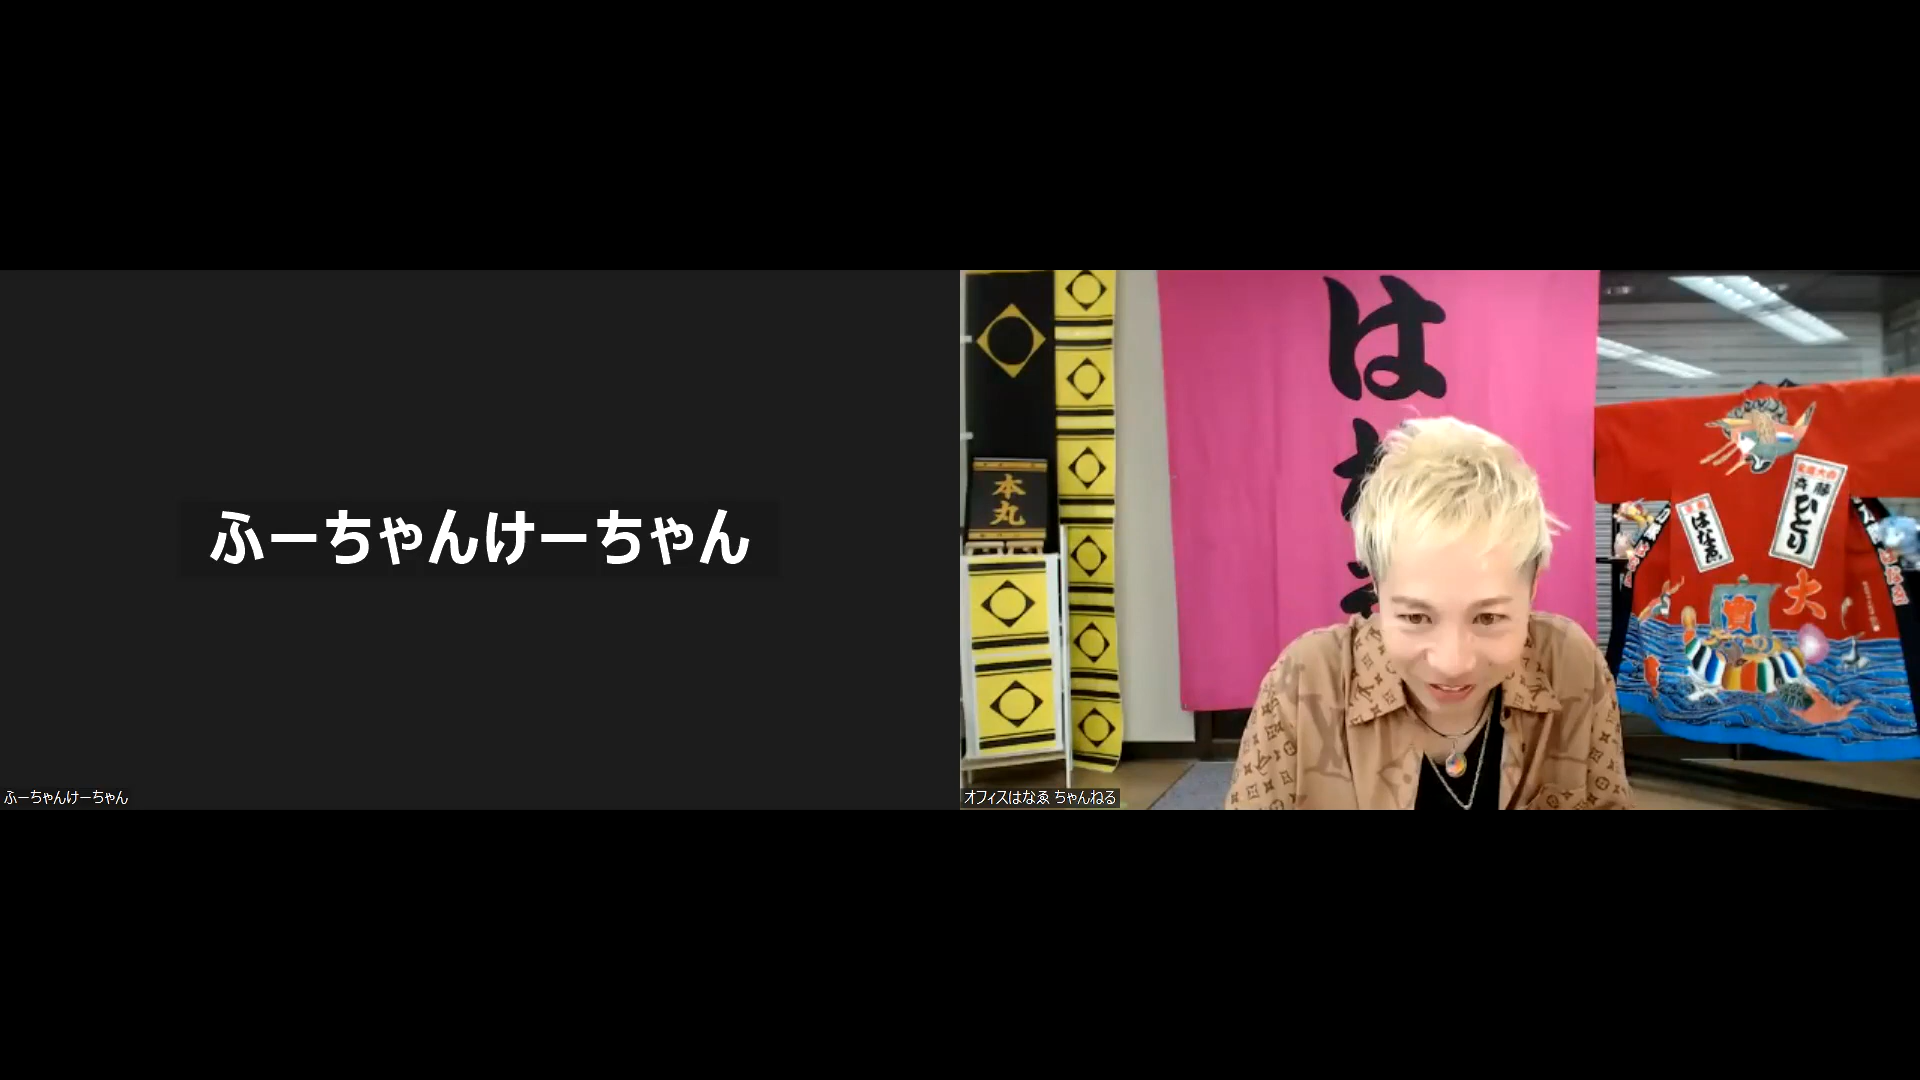 ふーちゃんけーちゃん
ふーちゃんけーちゃん
は
本丸
斉藤
ひとり
はなゑ
大
寶
オフィスはなゑ ちゃんねる